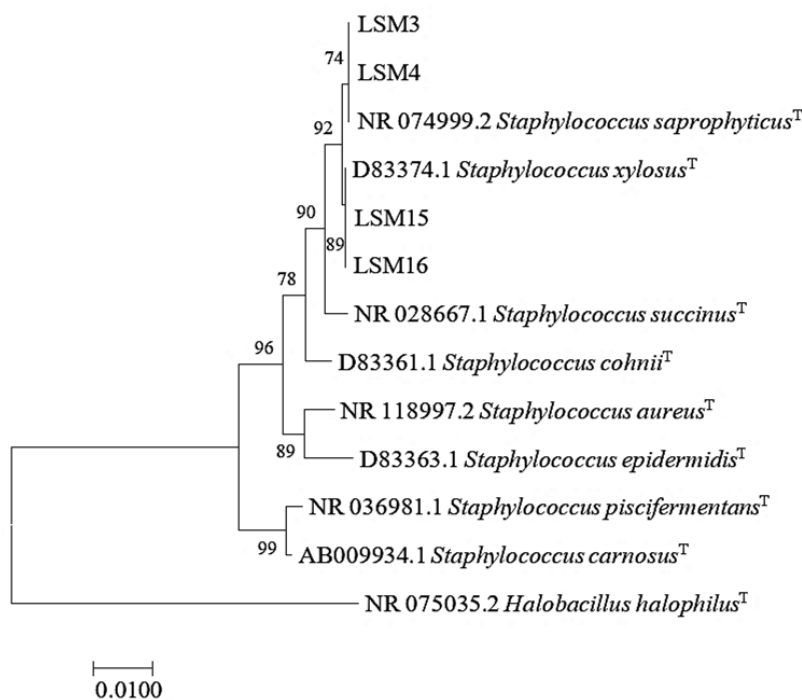 LSM3
74
LSM4
92
NR 074999.2 Staphylococcus saprophyticusT
D83374.1 Staphylococcus xylosusT
90
LSM15
89
LSM16
78
NR 028667.1 Staphylococcus succinusT
96
D83361.1 Staphylococcus cohniiT
NR 118997.2 Staphylococcus aureusT
89
D83363.1 Staphylococcus epidermidisT
NR 036981.1 Staphylococcus piscifermentansT
99
AB009934.1 Staphylococcus carnosusT
NR 075035.2 Halobacillus halophilusT
0.0100